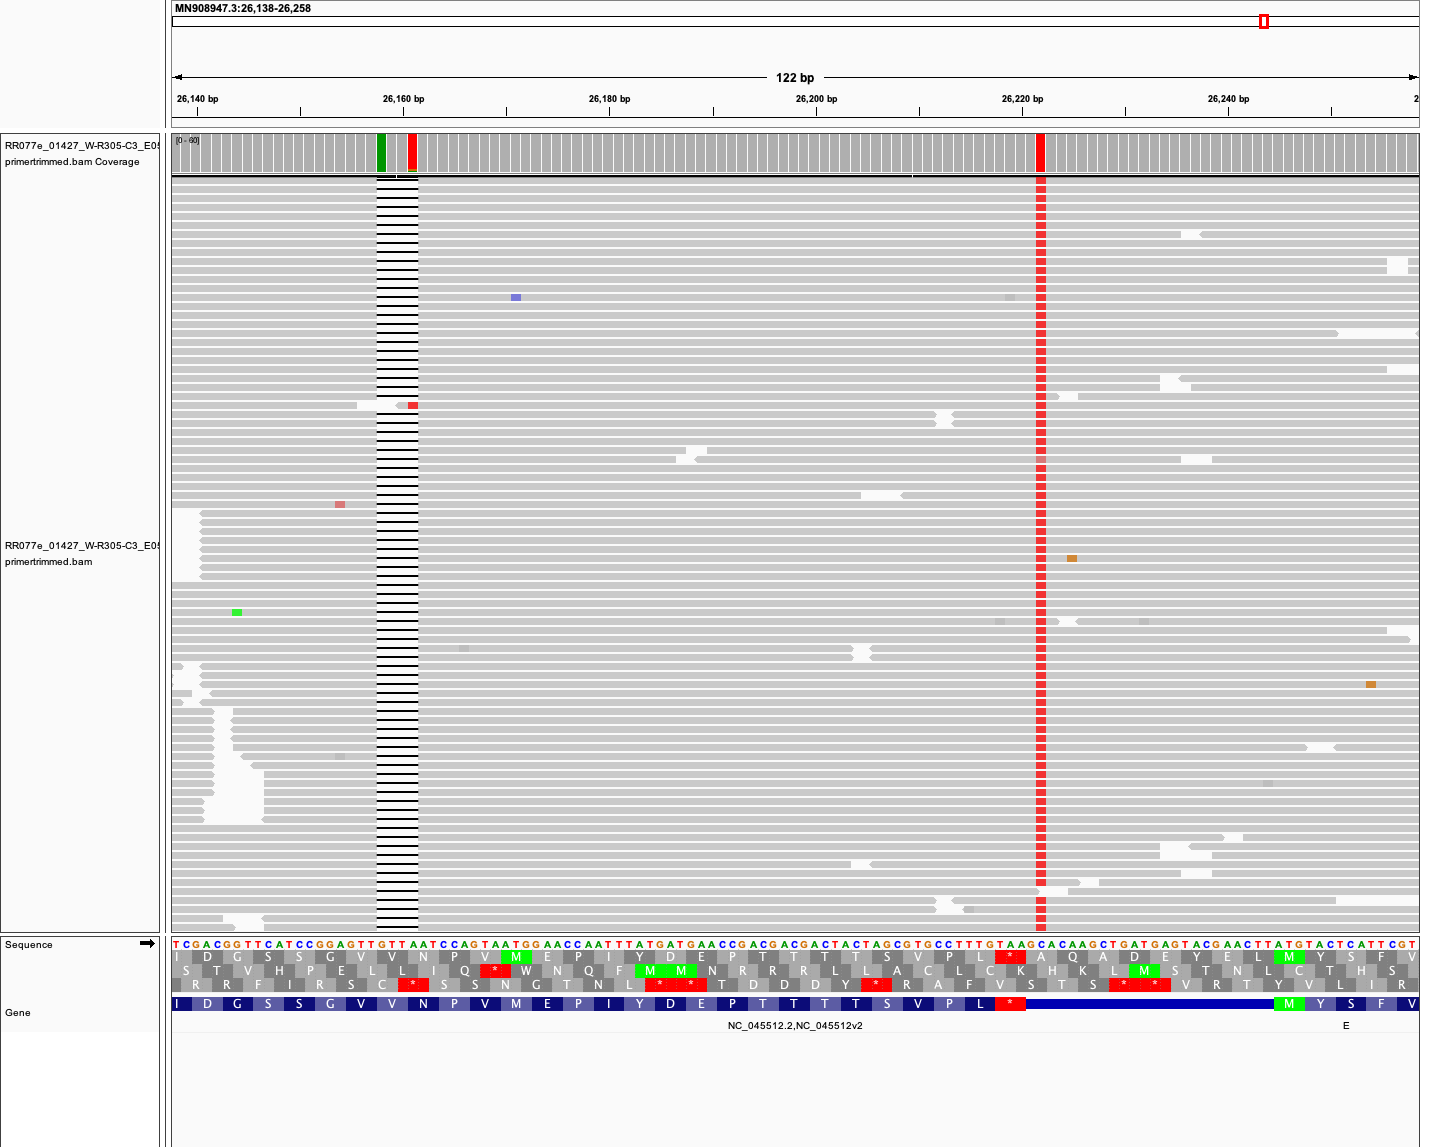 MN908947.3:26,138-26,258
122 bp
26,140 bp 26,160 bp 26,180 bp 26,200 bp 26,220 bp 26,240 bp 2
RR077e_01427_W-R305-C3_E05
primertrimmed.bam Coverage
[0 - 60]
RR077e_01427_W-R305-C3_E05
primertrimmed.bam
Sequence
TCGACGGTTCATCCGGAGTTGTTAATCCAGTAATGGAACCAATTTATGATGAACCGACGACGACTACTAGCGTGCCTTTGTAAGCACAAGCTGATGAGTACGAACTTATGTACTCATTCGT
I D G S S G V V N P V M E P I Y D E P T T T T S V P L * A Q A D E Y E L M Y S F V
S T V H P E L L I Q * W N Q F M M N R R R L L A C L C K H K L M S T N L C T H S
R R F I R S C * S S N G T N L * * T D D D Y * R A F V S T S * * V R T Y V L I R
I D G S S G V V N P V M E P I Y D E P T T T T S V P L * M Y S F V
Gene
NC_045512.2,NC_045512v2 E